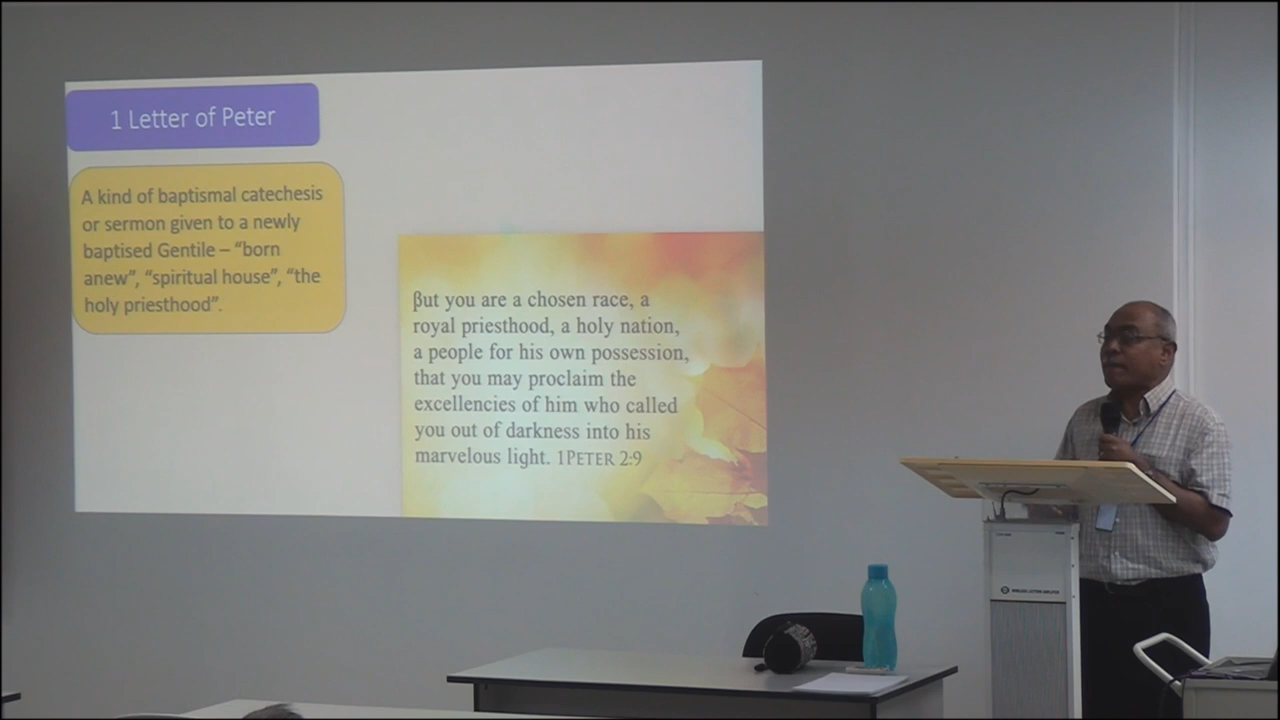 1 Letter of Peter
A kind of baptismal catechesis
or sermon given to a newly
baptised Gentile – “born
anew”, “spiritual house”, “the
holy priesthood”.
But you are a chosen race, a
royal priesthood, a holy nation,
a people for his own possession,
that you may proclaim the
excellencies of him who called
you out of darkness into his
marvelous light. 1PETER 2:9